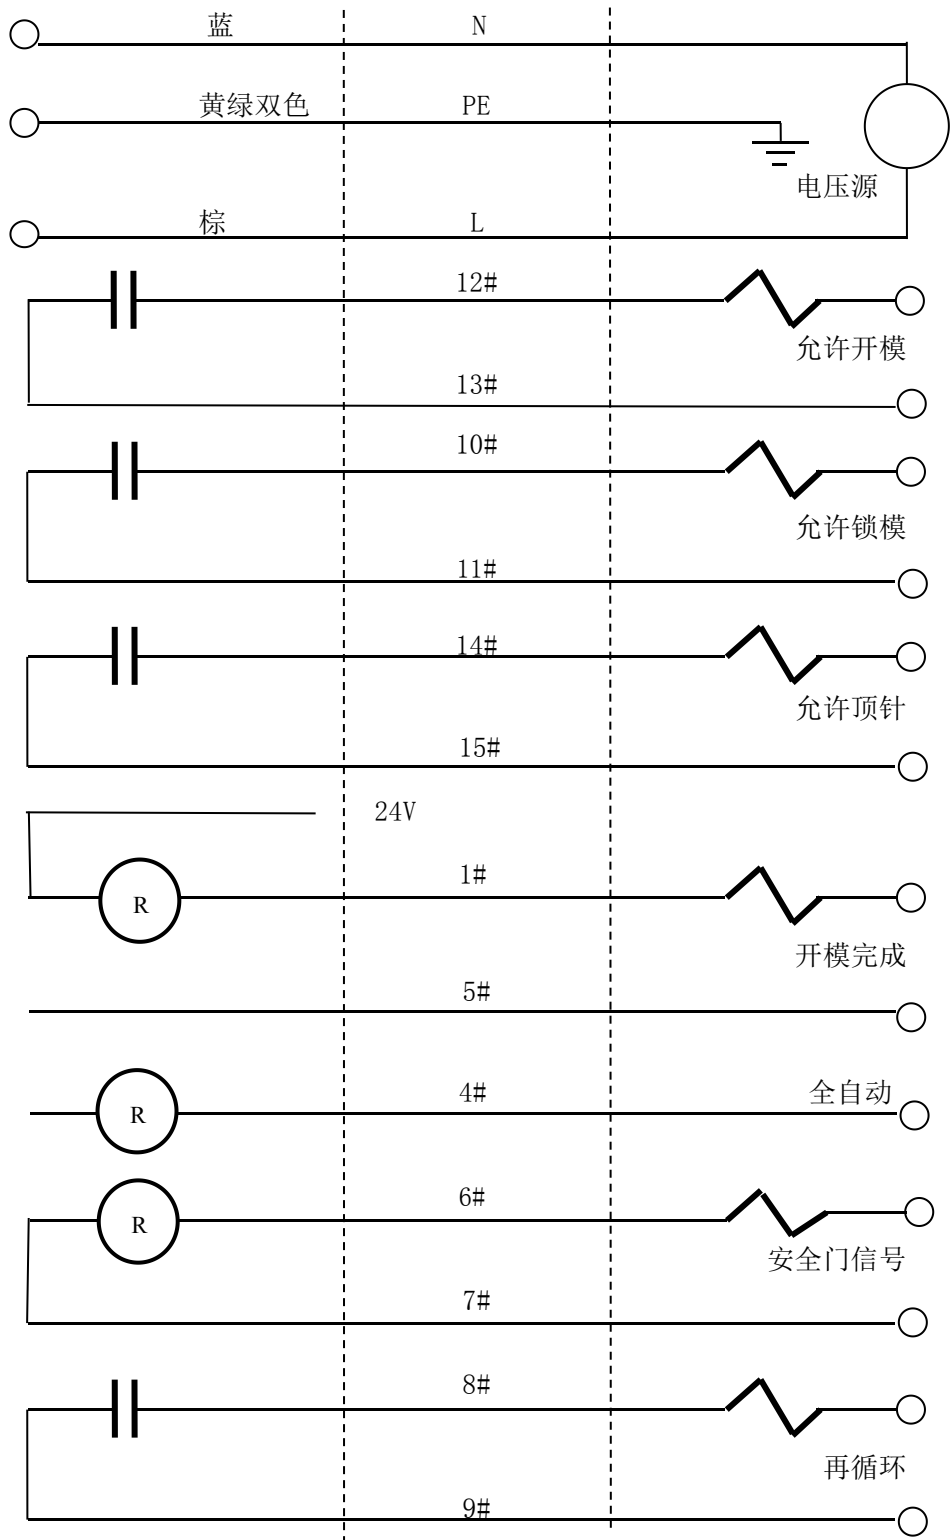 蓝 N
黄绿双色 PE
电压源
棕 L
12#
允许开模
13#
10#
允许锁模
11#
14#
允许顶针
15#
24V
1#
R
开模完成
5#
全自动
4#
R
6#
R
安全门信号
7#
8#
再循环
9#